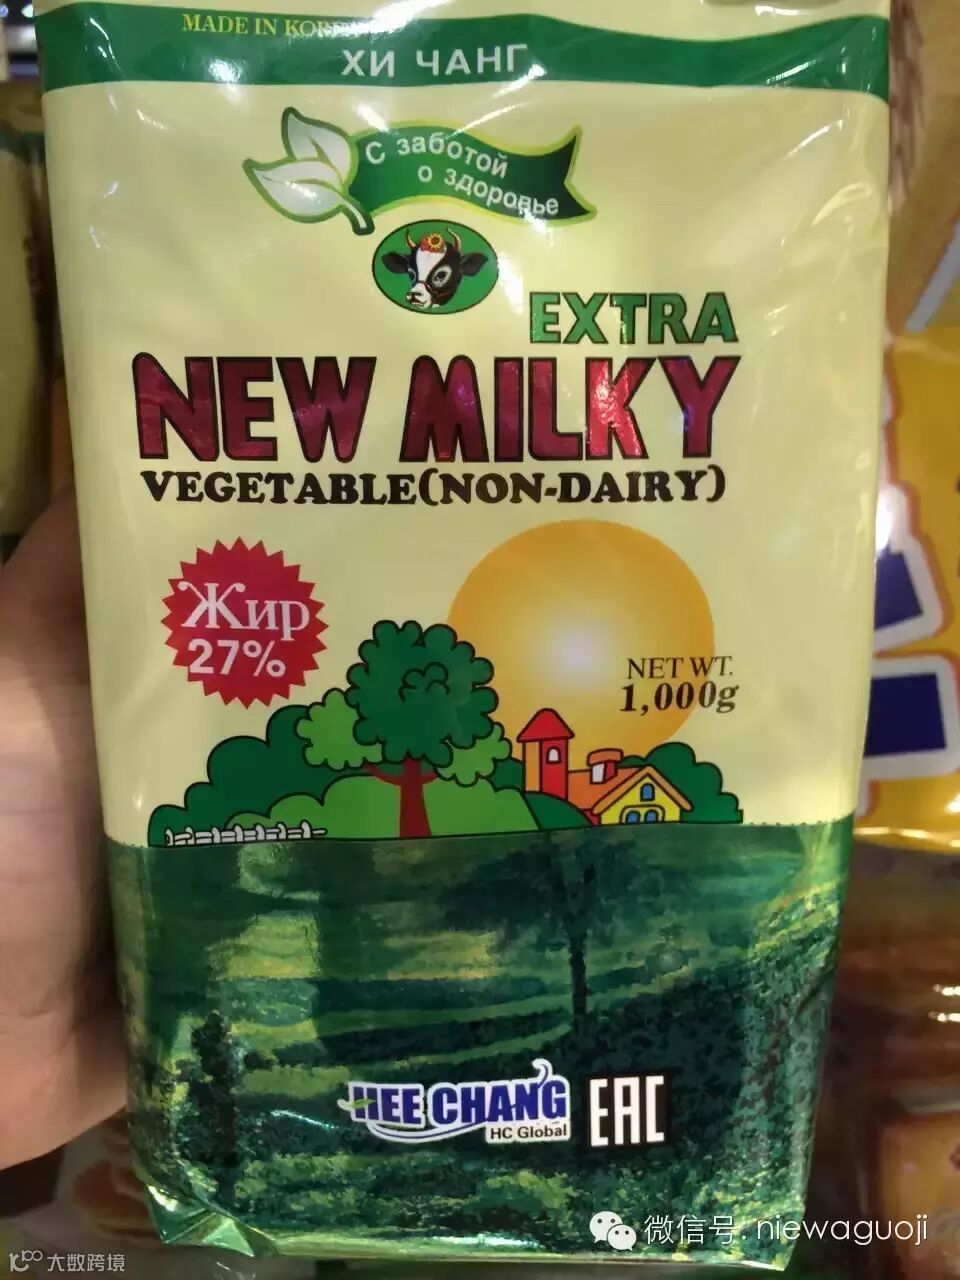 MADE IN KOREA
ХИ ЧАНГ
С заботой
о здоровье
EXTRA
NEW MILKY
VEGETABLE(NON-DAIRY)
Жир
27%
NET WT.
1,000g
HEE CHANG
HC Global
EAC
微信号: niewaguoji
大数跨境